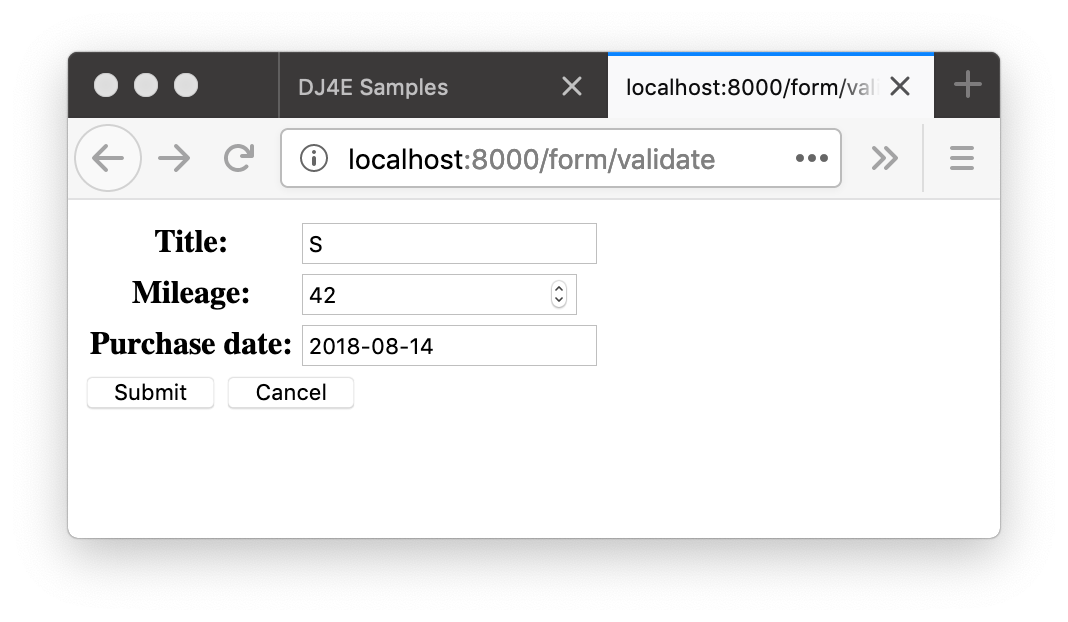 DJ4E Samples
localhost:8000/form/val
localhost:8000/form/validate
Title: S
Mileage: 42
Purchase date: 2018-08-14
Submit Cancel